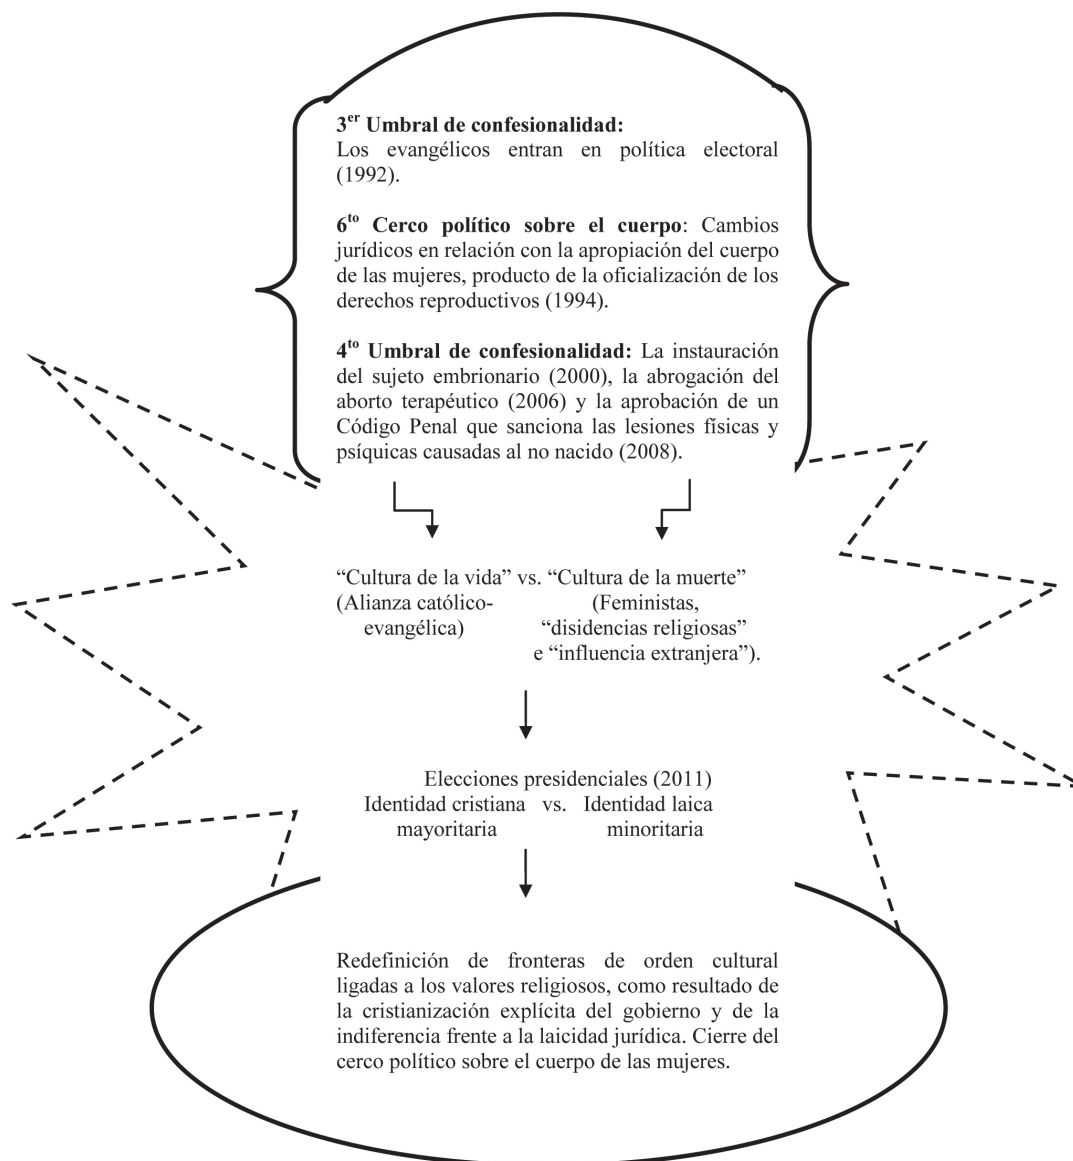 3er Umbral de confesionalidad:
Los evangélicos entran en política electoral
(1992).
6to Cerco político sobre el cuerpo: Cambios
jurídicos en relación con la apropiación del cuerpo
de las mujeres, producto de la oficialización de los
derechos reproductivos (1994).
4to Umbral de confesionalidad: La instauración
del sujeto embrionario (2000), la abrogación del
aborto terapéutico (2006) y la aprobación de un
Código Penal que sanciona las lesiones físicas y
psíquicas causadas al no nacido (2008).
“Cultura de la vida” vs. “Cultura de la muerte”
(Alianza católico- (Feministas,
evangélica) “disidencias religiosas”
e “influencia extranjera”).
Elecciones presidenciales (2011)
Identidad cristiana vs. Identidad laica
mayoritaria minoritaria
Redefinición de fronteras de orden cultural
ligadas a los valores religiosos, como resultado de
la cristianización explícita del gobierno y de la
indiferencia frente a la laicidad jurídica. Cierre del
cerco político sobre el cuerpo de las mujeres.